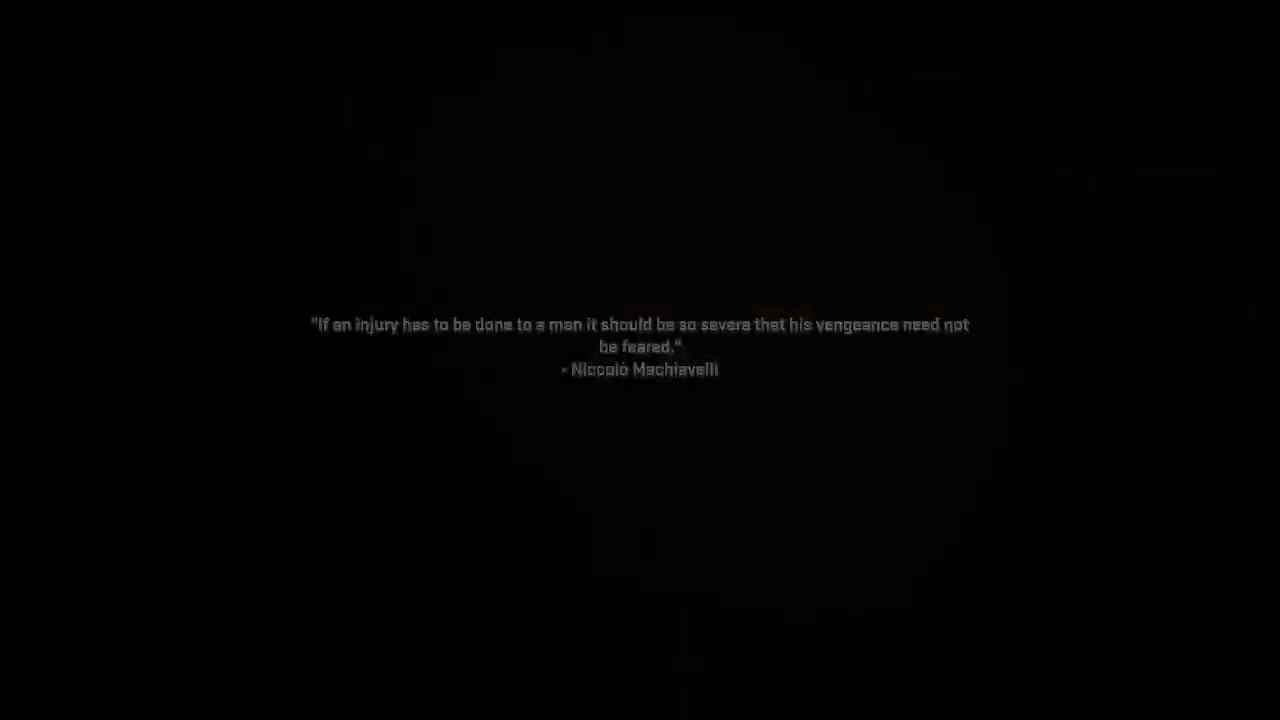 "If an injury has to be done to a man it should be so severe that his vengeance need not
be feared."
- Niccolò Machiavelli